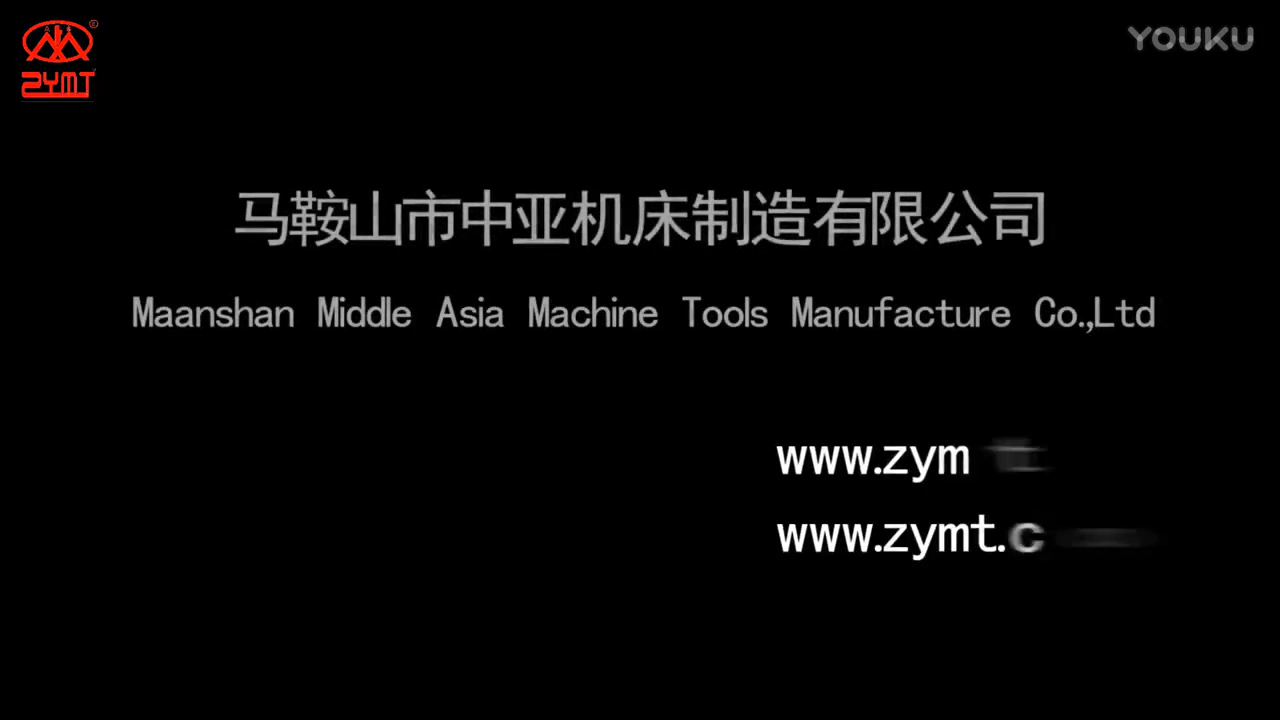 ZYMT
YOUKU
马鞍山市中亚机床制造有限公司
Maanshan Middle Asia Machine Tools Manufacture Co.,Ltd
www.zym
www.zymt.c